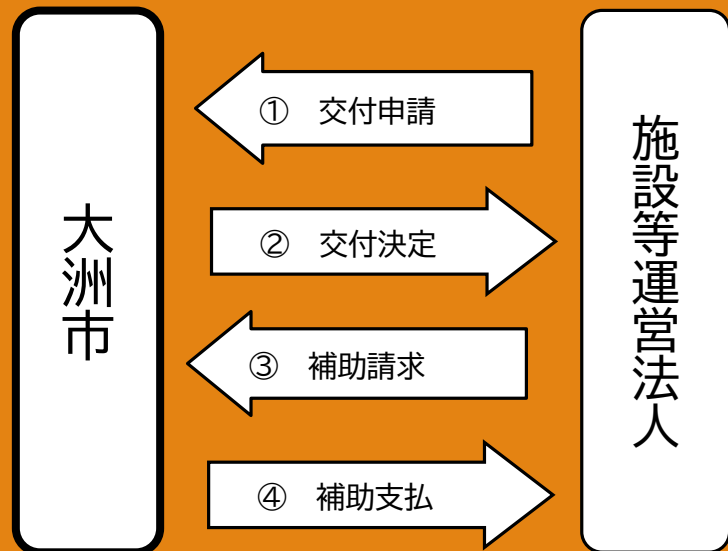 大洲市
① 交付申請
② 交付決定
③ 補助請求
④ 補助支払
施設等運営法人